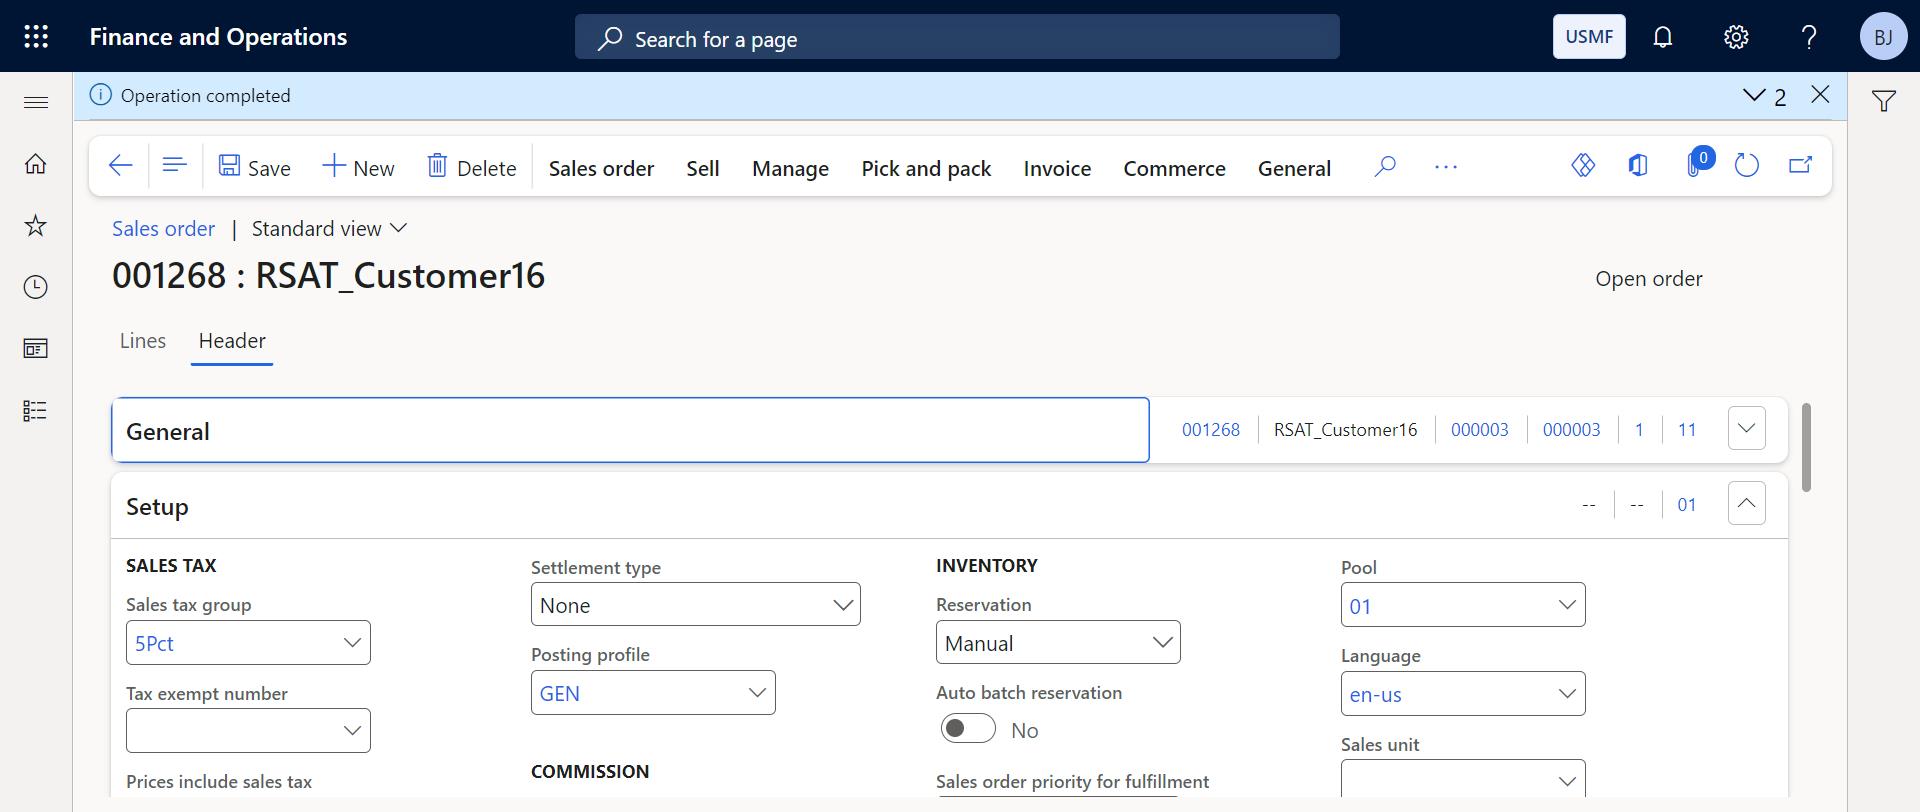 Finance and Operations
Search for a page
USMF
BJ
Operation completed
2
Save
New
Delete
Sales order
Sell
Manage
Pick and pack
Invoice
Commerce
General
0
Sales order | Standard view
001268 : RSAT_Customer16
Open order
Lines
Header
General
001268
RSAT_Customer16
000003
000003
1
11
Setup
--
--
01
SALES TAX
Sales tax group
5Pct
Tax exempt number
Prices include sales tax
Settlement type
None
Posting profile
GEN
COMMISSION
INVENTORY
Reservation
Manual
Auto batch reservation
No
Sales order priority for fulfillment
Pool
01
Language
en-us
Sales unit